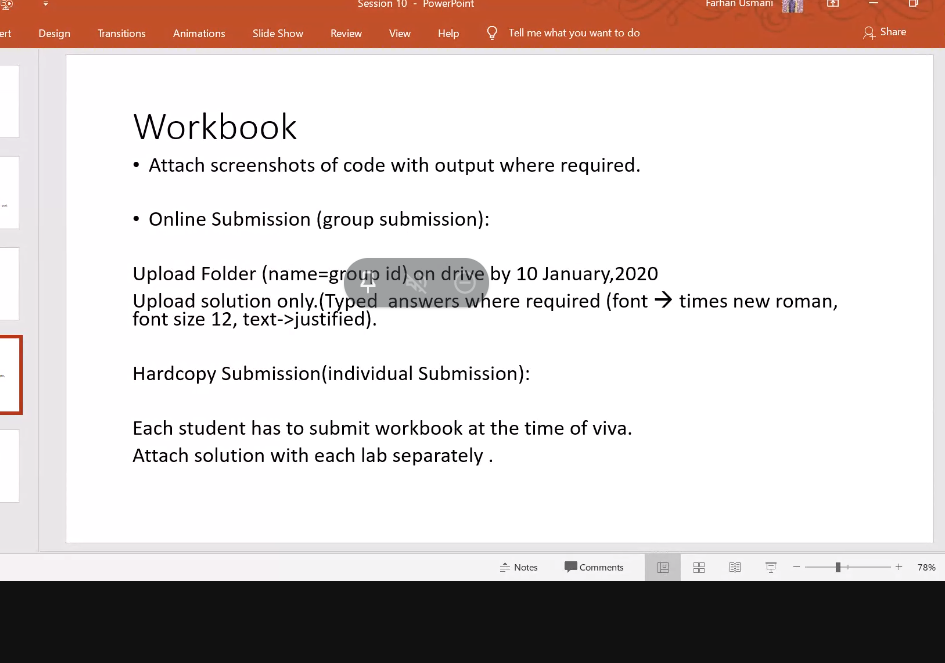 Session 10 - PowerPoint
Farhan Usmani
ert Design Transitions Animations Slide Show Review View Help Tell me what you want to do Share
Workbook
• Attach screenshots of code with output where required.
• Online Submission (group submission):
Upload Folder (name=group id) on drive by 10 January,2020
Upload solution only.(Typed answers where required (font → times new roman,
font size 12, text->justified).
Hardcopy Submission(individual Submission):
Each student has to submit workbook at the time of viva.
Attach solution with each lab separately .
Notes Comments 78%